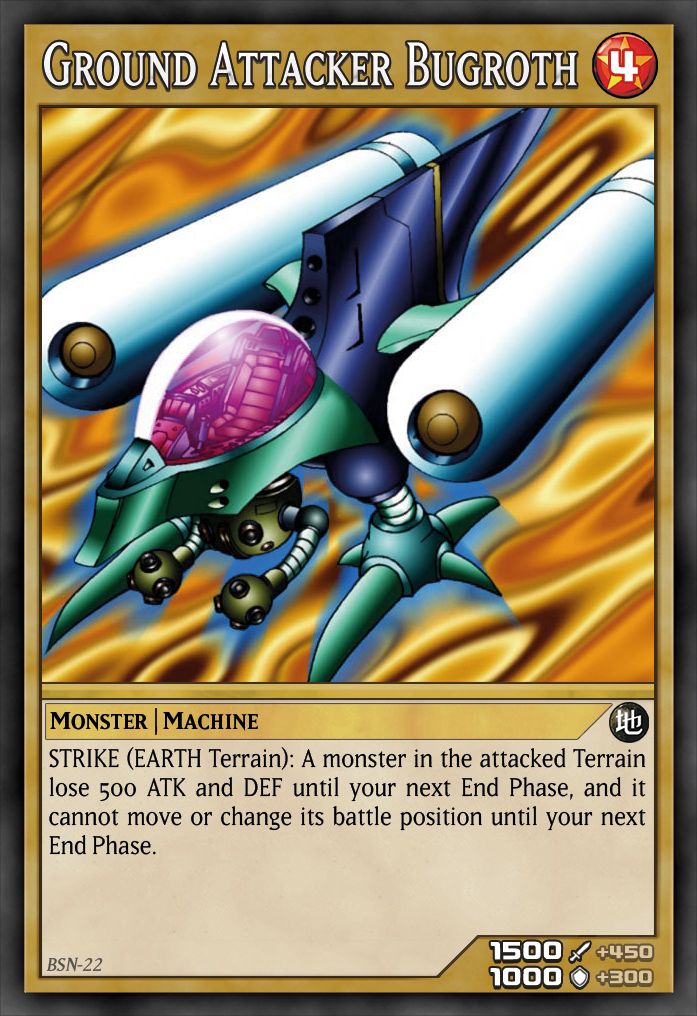 GROUND ATTACKER BUGROTH 4
MONSTER | MACHINE
STRIKE (EARTH Terrain): A monster in the attacked Terrain
lose 500 ATK and DEF until your next End Phase, and it
cannot move or change its battle position until your next
End Phase.
1500 +450
BSN-22
1000 +300